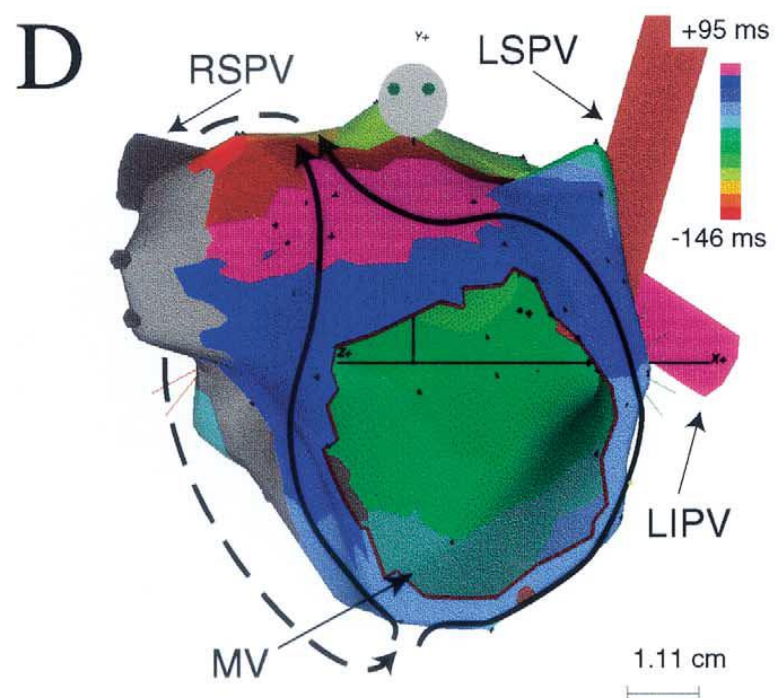 D
RSPV
Y+
LSPV
+95 ms
-146 ms
Z+
X+
LIPV
MV
1.11 cm